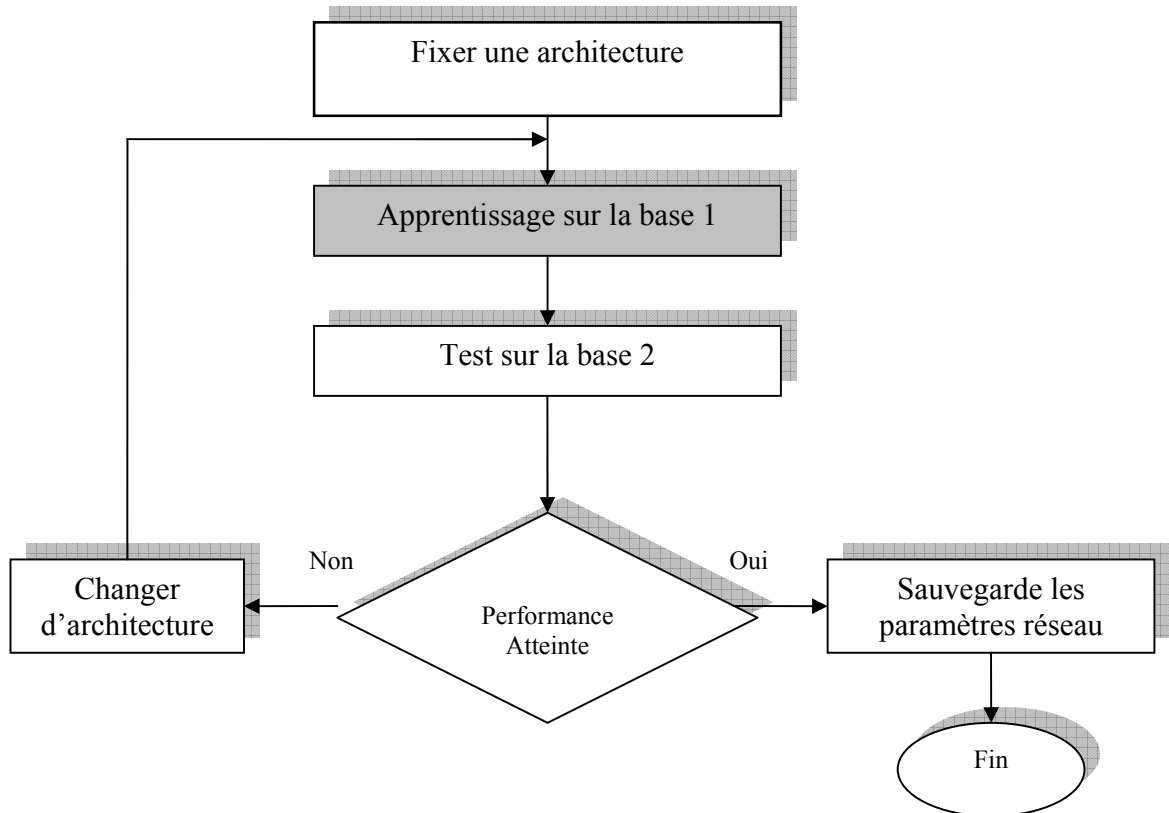 Fixer une architecture
Apprentissage sur la base 1
Test sur la base 2
Non
Oui
Changer
d’architecture
Performance
Atteinte
Sauvegarde les
paramètres réseau
Fin